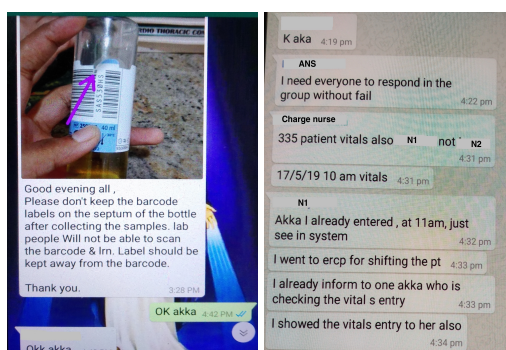 RDIO THORACIC CON
40 ml
Good evening all ,
Please don't keep the barcode
labels on the septum of the bottle
after collecting the samples. lab
people Will not be able to scan
the barcode & lrn. Label should be
kept away from the barcode.
Thank you.
3:28 PM
OK akka 4:42 PM
Okk akka
K aka 4:19 pm
ANS
I need everyone to respond in the
group without fail
4:22 pm
Charge nurse
335 patient vitals also N1 not N2
4:31 pm
17/5/19 10 am vitals 4:31 pm
N1
Akka I already entered , at 11am, just
see in system 4:32 pm
I went to ercp for shifting the pt 4:33 pm
I already inform to one akka who is
checking the vital s entry 4:33 pm
I showed the vitals entry to her also
4:34 pm